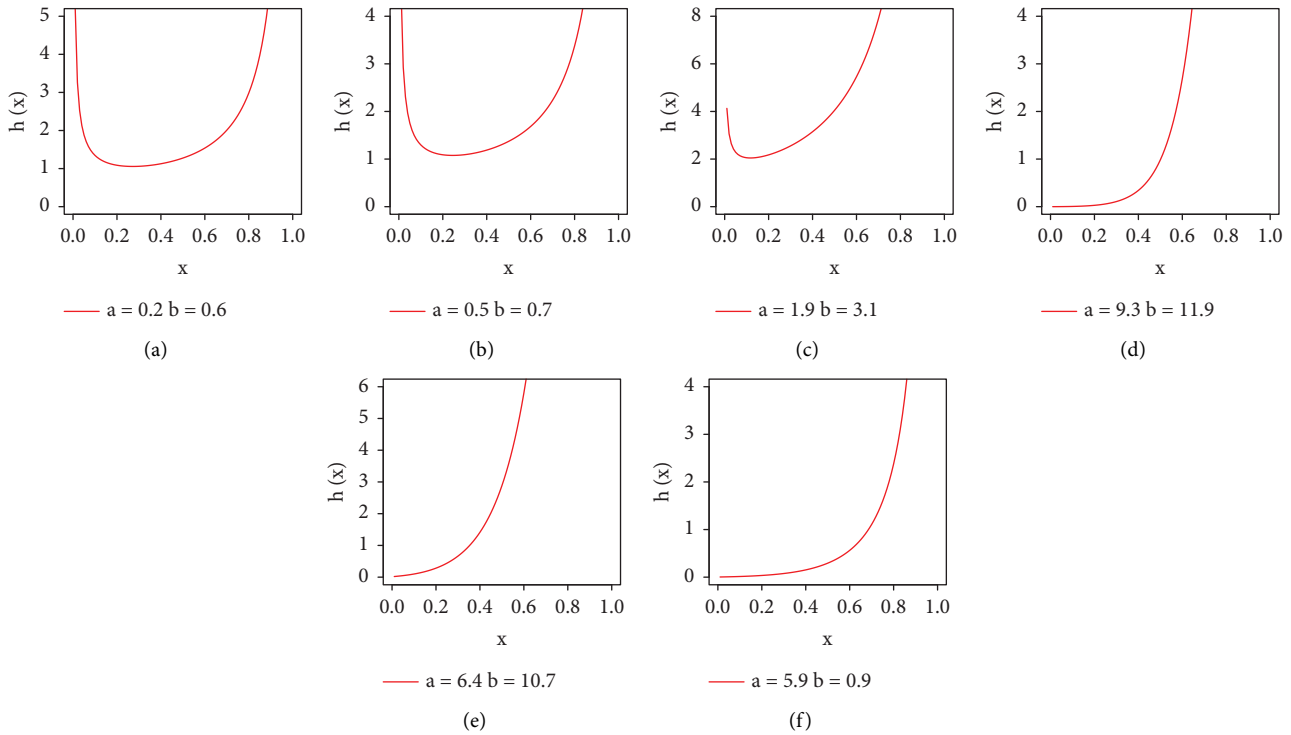 5
4
3
2
1
0
h (x)
0.0 0.2 0.4 0.6 0.8 1.0
x
a = 0.2 b = 0.6
(a)
4
3
2
1
0
h (x)
0.0 0.2 0.4 0.6 0.8 1.0
x
a = 0.5 b = 0.7
(b)
8
6
4
2
0
h (x)
0.0 0.2 0.4 0.6 0.8 1.0
x
a = 1.9 b = 3.1
(c)
4
3
2
1
0
h (x)
0.0 0.2 0.4 0.6 0.8 1.0
x
a = 9.3 b = 11.9
(d)
6
5
4
3
2
1
0
h (x)
0.0 0.2 0.4 0.6 0.8 1.0
x
a = 6.4 b = 10.7
(e)
4
3
2
1
0
h (x)
0.0 0.2 0.4 0.6 0.8 1.0
x
a = 5.9 b = 0.9
(f)